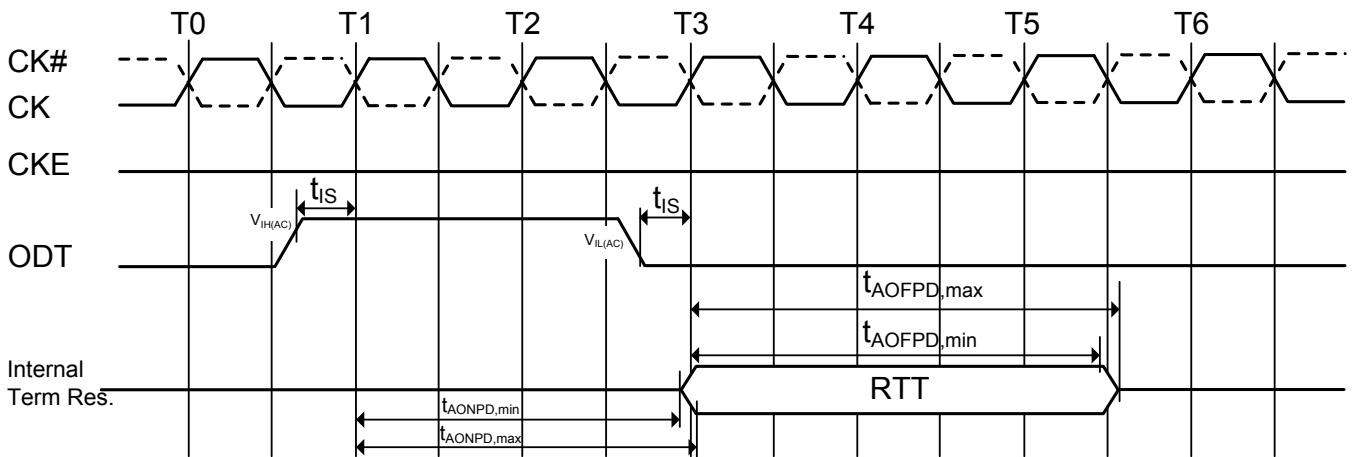 T0 T1 T2 T3 T4 T5 T6
CK#
CK
CKE
tIS
tIS
VIH(AC)
VIL(AC)
ODT
tAOFPD,max
tAOFPD,min
Internal
Term Res.
RTT
tAONPD,min
tAONPD,max